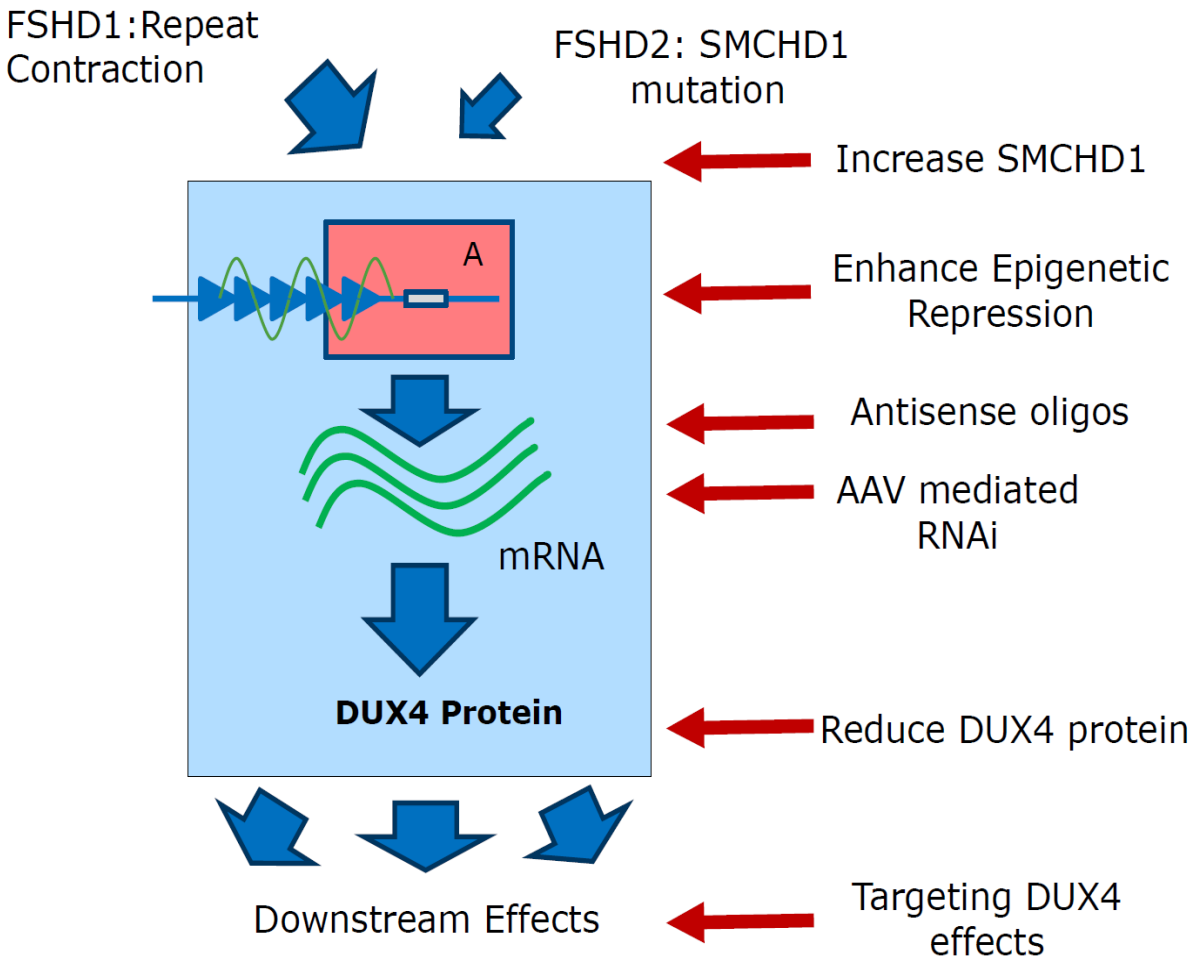 FSHD1:Repeat
Contraction
FSHD2: SMCHD1
mutation
Increase SMCHD1
A
Enhance Epigenetic
Repression
Antisense oligos
AAV mediated
RNAi
mRNA
DUX4 Protein
Reduce DUX4 protein
Downstream Effects
Targeting DUX4
effects